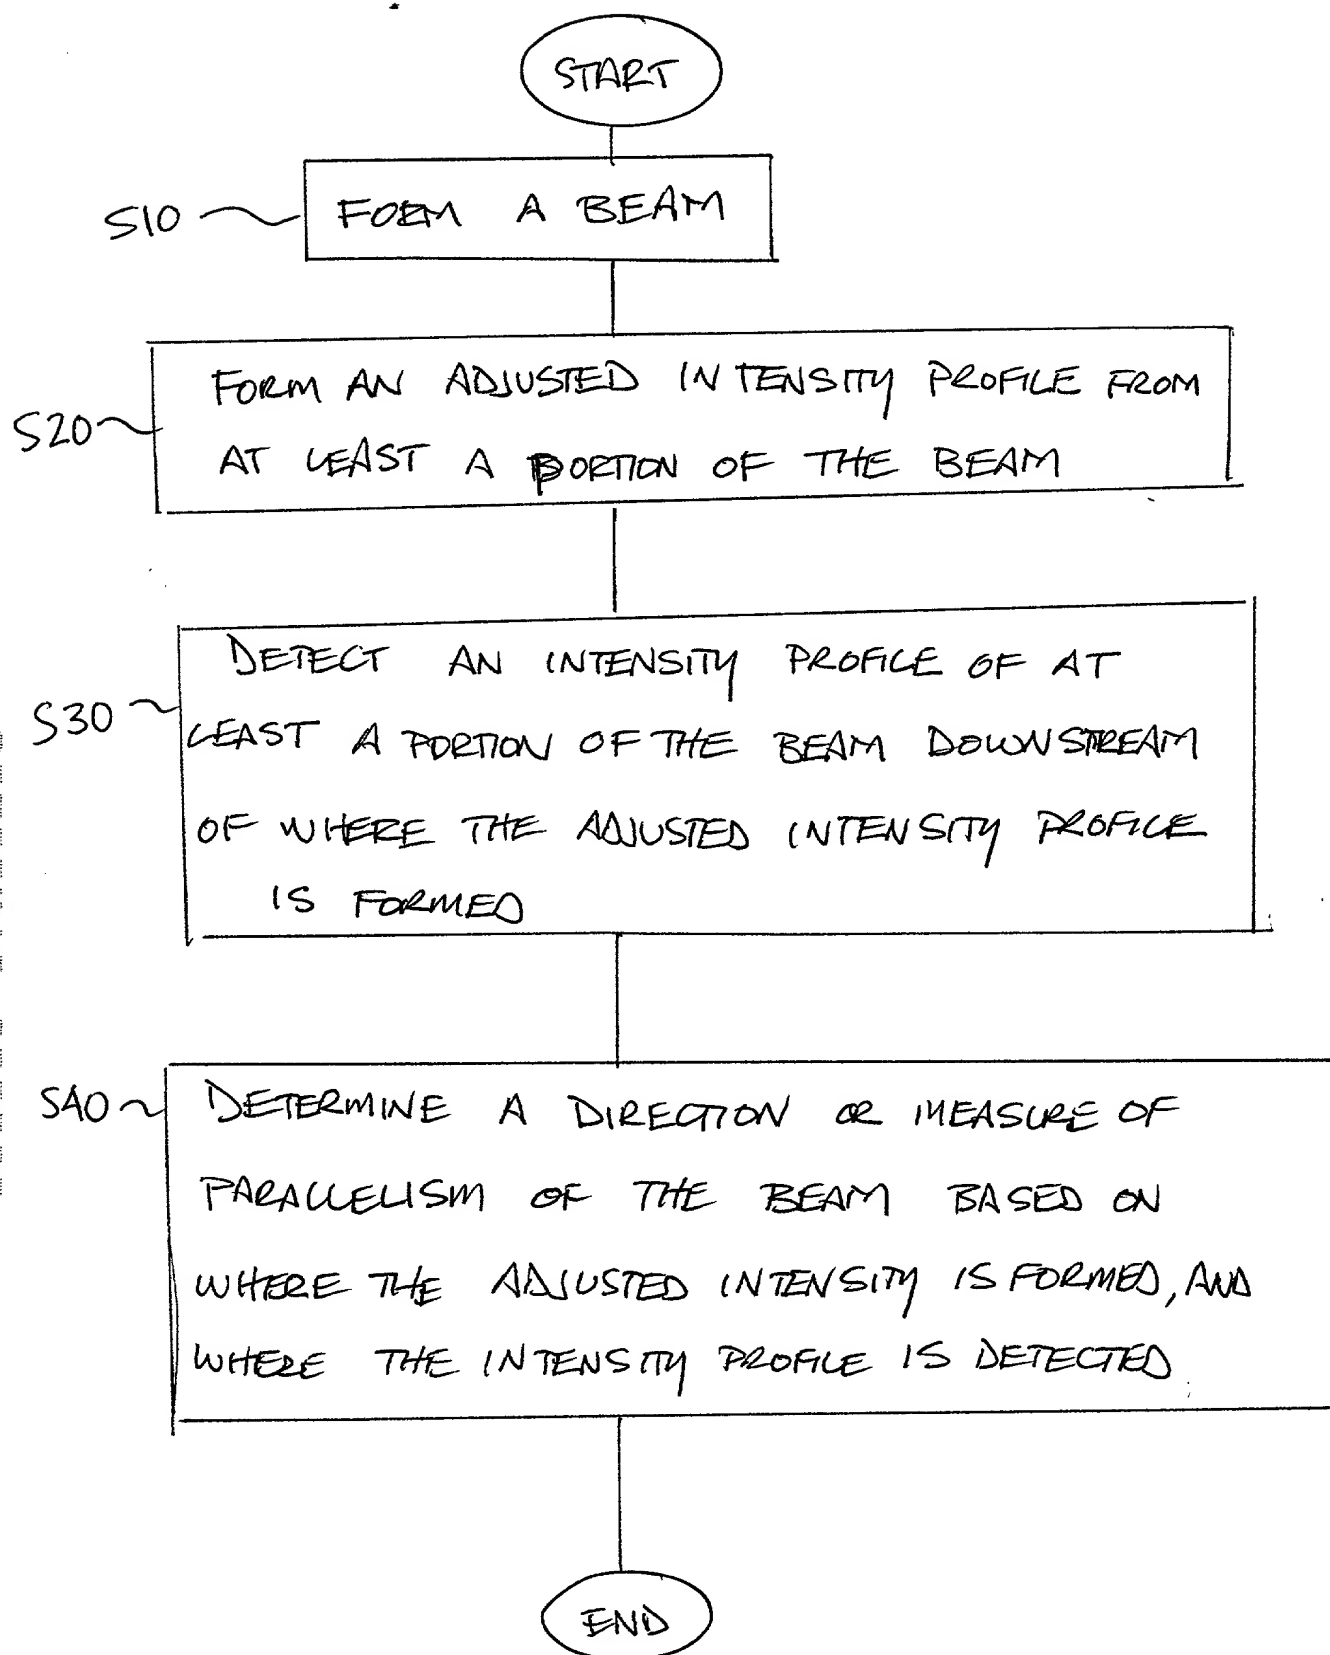 START
S10
FORM A BEAM
S20
FORM AN ADJUSTED INTENSITY PROFILE FROM
AT LEAST A PORTION OF THE BEAM
S30
DETECT AN INTENSITY PROFILE OF AT
LEAST A PORTION OF THE BEAM DOWNSTREAM
OF WHERE THE ADJUSTED INTENSITY PROFILE
IS FORMED
S40
DETERMINE A DIRECTION OR MEASURE OF
PARALLELISM OF THE BEAM BASED ON
WHERE THE ADJUSTED INTENSITY IS FORMED, AND
WHERE THE INTENSITY PROFILE IS DETECTED
END